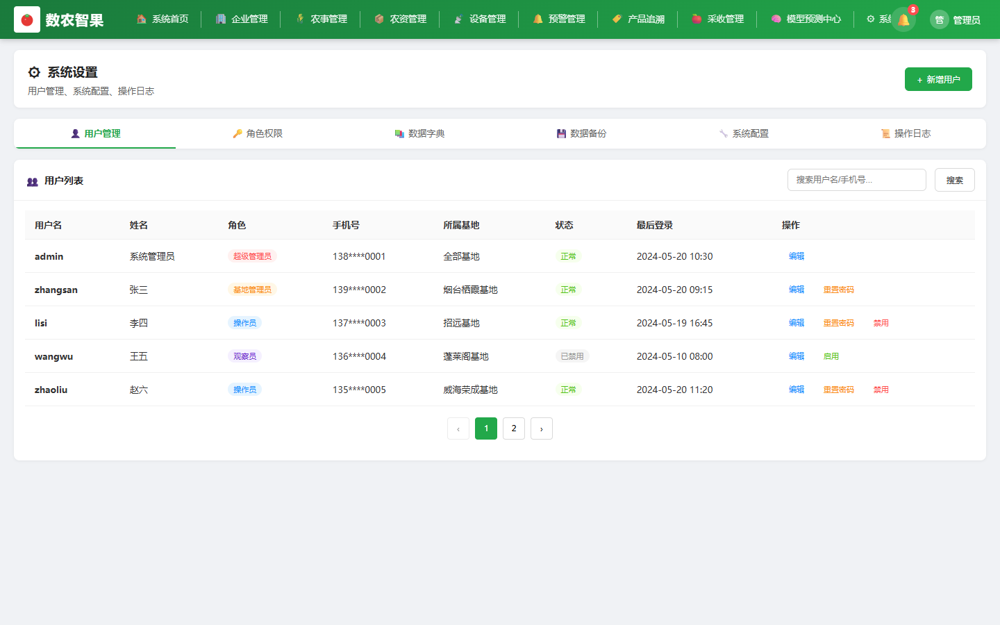 数农智果 系统首页 企业管理 农事管理 农资管理 设备管理 预警管理 产品追溯 采收管理 模型预测中心 系统 3 管 管理员
系统设置 + 新增用户
用户管理、系统配置、操作日志
用户管理 角色权限 数据字典 数据备份 系统配置 操作日志
用户列表 搜索用户名/手机号... 搜索
用户名 姓名 角色 手机号 所属基地 状态 最后登录 操作
admin 系统管理员 超级管理员 138****0001 全部基地 正常 2024-05-20 10:30 编辑
zhangsan 张三 基地管理员 139****0002 烟台栖霞基地 正常 2024-05-20 09:15 编辑 重置密码
lisi 李四 操作员 137****0003 招远基地 正常 2024-05-19 16:45 编辑 重置密码 禁用
wangwu 王五 观察员 136****0004 蓬莱阁基地 已禁用 2024-05-10 08:00 编辑 启用
zhaoliu 赵六 操作员 135****0005 威海荣成基地 正常 2024-05-20 11:20 编辑 重置密码 禁用
‹ 1 2 ›